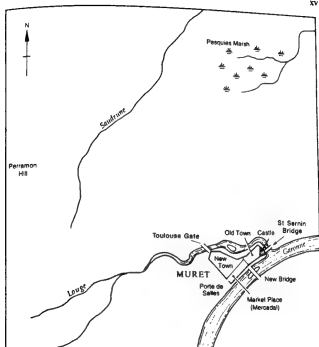 xv
N
Pesquies Marsh
Saudrune
Perramon
Hill
St Sernin
Bridge
Castle
Old Town
Toulouse Gate
Garonne
New
Town
MURET
New Bridge
Porte de
Salles
Louge
Market Place
(Mercadal)